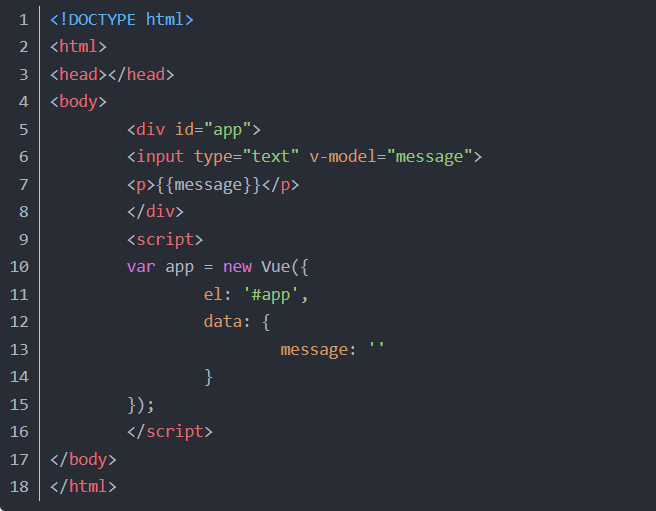 1 <!DOCTYPE html>
2 <html>
3 <head></head>
4 <body>
5         <div id="app">
6         <input type="text" v-model="message">
7         <p>{{message}}</p>
8         </div>
9         <script>
10         var app = new Vue({
11                 el: '#app',
12                 data: {
13                         message: ''
14                 }
15         });
16         </script>
17 </body>
18 </html>